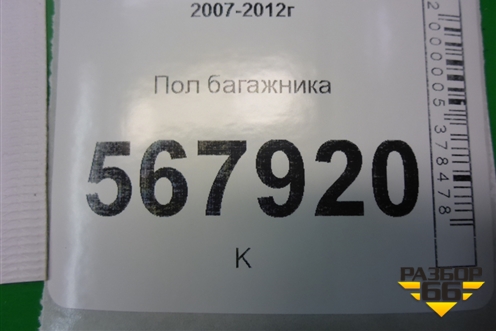 2007-2012г
Пол багажника
567920
К
2000005378478
РАЗБОР
66